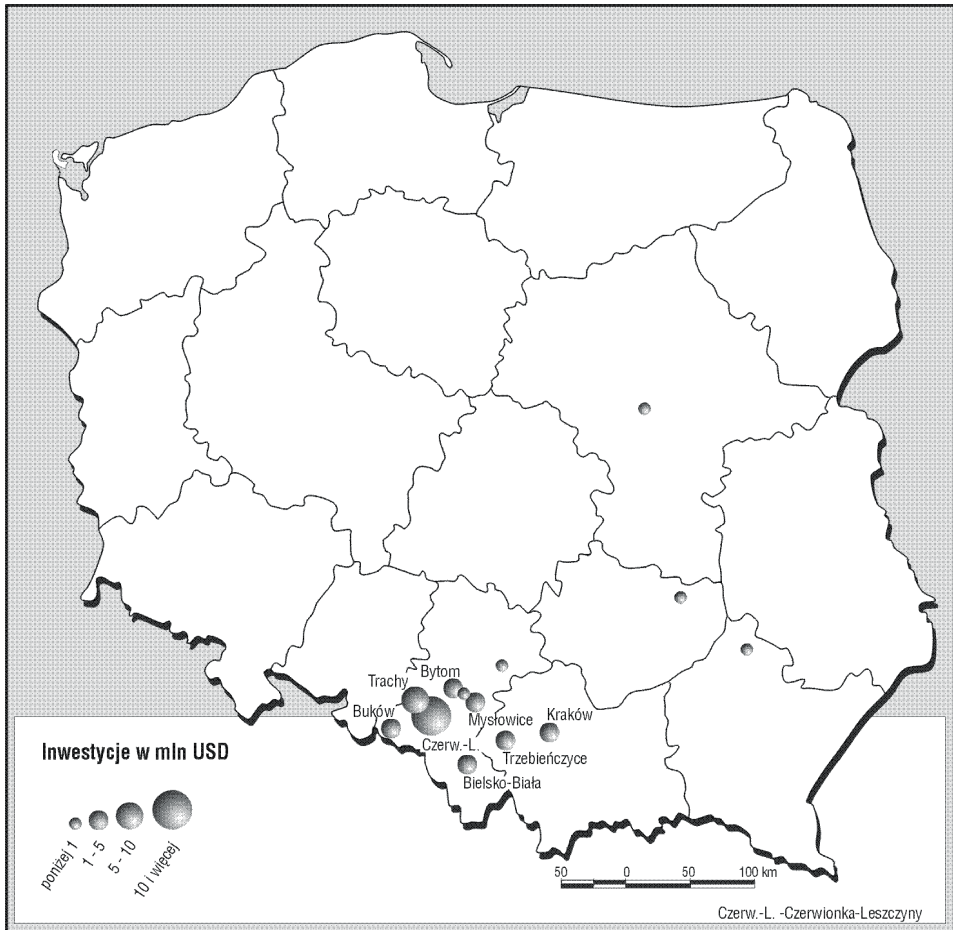 Bytom
Trachy
Buków
Mysłowice
Kraków
Czerw.-L.
Trzebieńczyce
Bielsko-Biała
Inwestycje w mln USD
poniżej 1
1 - 5
5 - 10
10 i więcej
50 0 50 100 km
Czerw.-L. -Czerwionka-Leszczyny